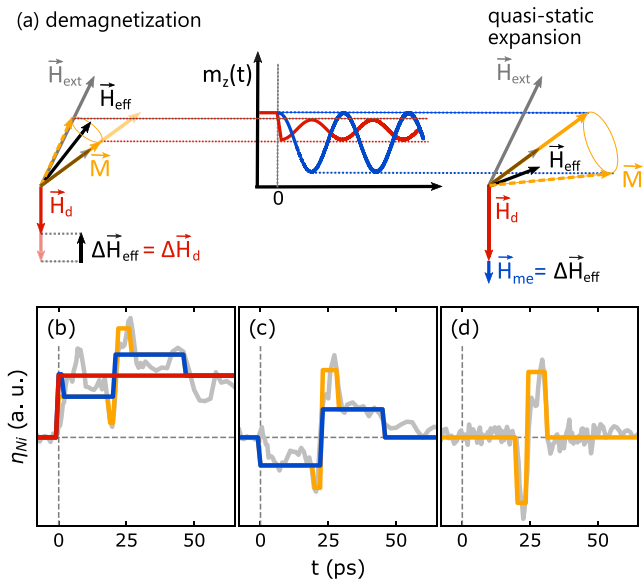 (a) demagnetization
quasi-static
expansion
H⃗ext
H⃗eff
M⃗
H⃗d
ΔH⃗eff = ΔH⃗d
mz(t)
0
H⃗ext
H⃗eff
M⃗
H⃗d
H⃗me = ΔH⃗eff
(b) (c) (d)
ηNi (a. u.)
0 25 50 0 25 50 0 25 50
t (ps)